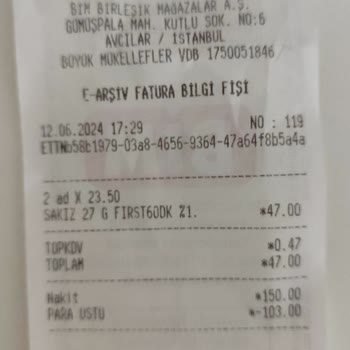 BİM BİRLEŞİK MAĞAZALAR A.Ş.
GÜMÜŞPALA MAH. KUTLU SOK. NO:6
AVCILAR / İSTANBUL
BÜYÜK MÜKELLEFLER VDB 1750051846
E-ARŞİV FATURA BİLGİ FİŞİ
12.06.2024 17:29 NO : 119
ETTNb58b1979-03a8-4656-9364-47a64f8b5a4a
2 ad X 23.50
SAKIZ 27 G FIRST60DK %1. *47.00
TOPKDV *0.47
TOPLAM *47.00
Nakit *150.00
PARA ÜSTÜ *-103.00